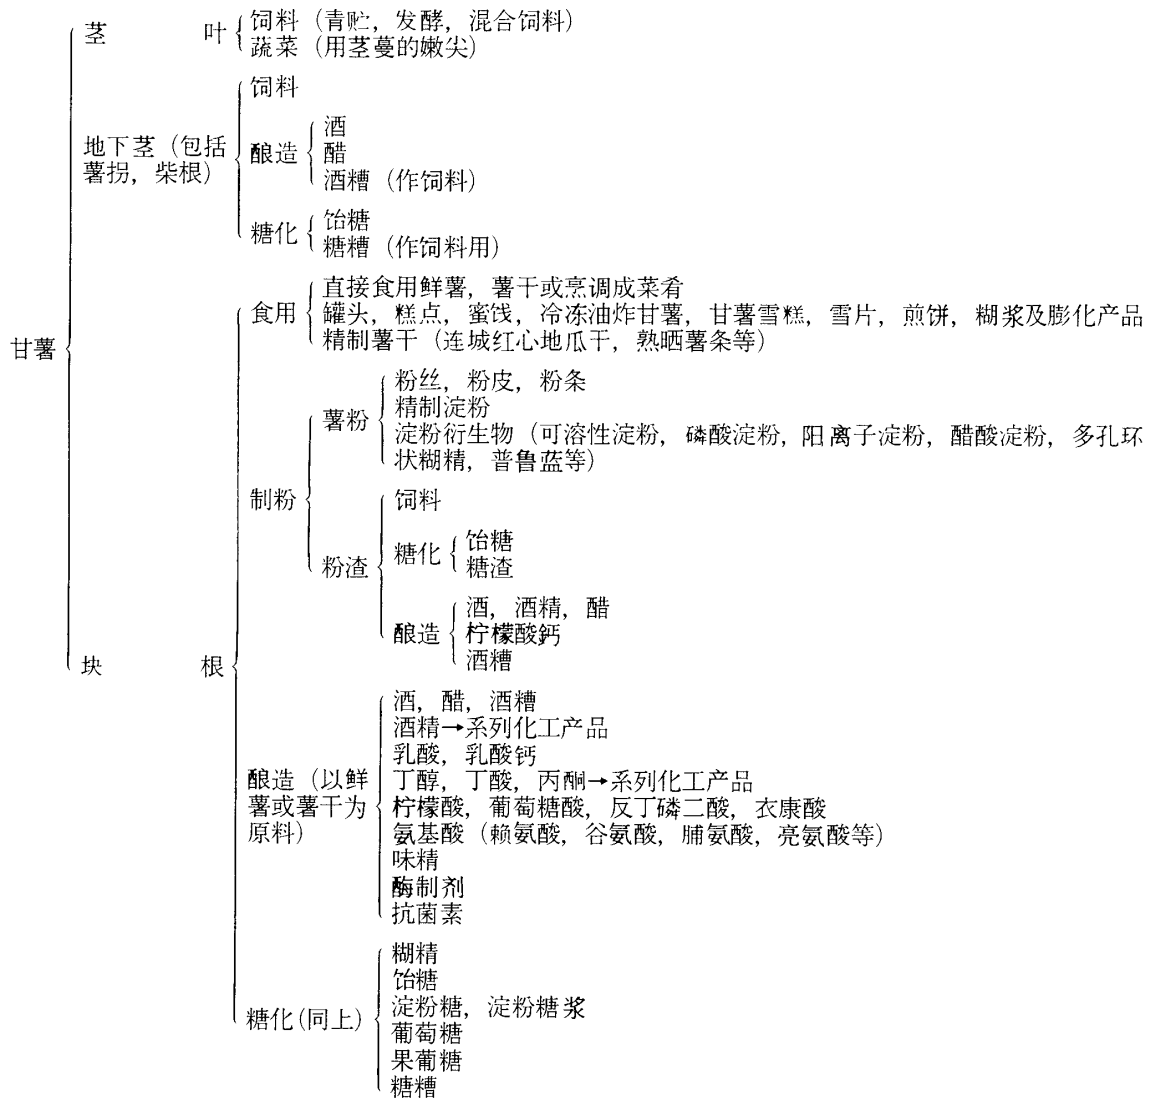 茎 叶
饲料（青贮，发酵，混合饲料）
蔬菜（用茎蔓的嫩尖）
饲料
地下茎（包括
薯拐，柴根）
酿造
酒
醋
酒糟（作饲料）
糖化
饴糖
糖糟（作饲料用）
甘薯
食用
直接食用鲜薯，薯干或烹调成菜肴
罐头，糕点，蜜饯，冷冻油炸甘薯，甘薯雪糕，雪片，煎饼，糊浆及膨化产品
精制薯干（连城红心地瓜干，熟晒薯条等）
制粉
薯粉
粉丝，粉皮，粉条
精制淀粉
淀粉衍生物（可溶性淀粉，磷酸淀粉，阳离子淀粉，醋酸淀粉，多孔环
状糊精，普鲁蓝等）
粉渣
饲料
糖化
饴糖
糖渣
酿造
酒，酒精，醋
柠檬酸鈣
酒糟
块 根
酿造（以鲜
薯或薯干为
原料）
酒，醋，酒糟
酒精→系列化工产品
乳酸，乳酸钙
丁醇，丁酸，丙酮→系列化工产品
柠檬酸，葡萄糖酸，反丁磷二酸，衣康酸
氨基酸（赖氨酸，谷氨酸，脯氨酸，亮氨酸等）
味精
酶制剂
抗菌素
糖化(同上)
糊精
饴糖
淀粉糖，淀粉糖浆
葡萄糖
果葡糖
糖糟